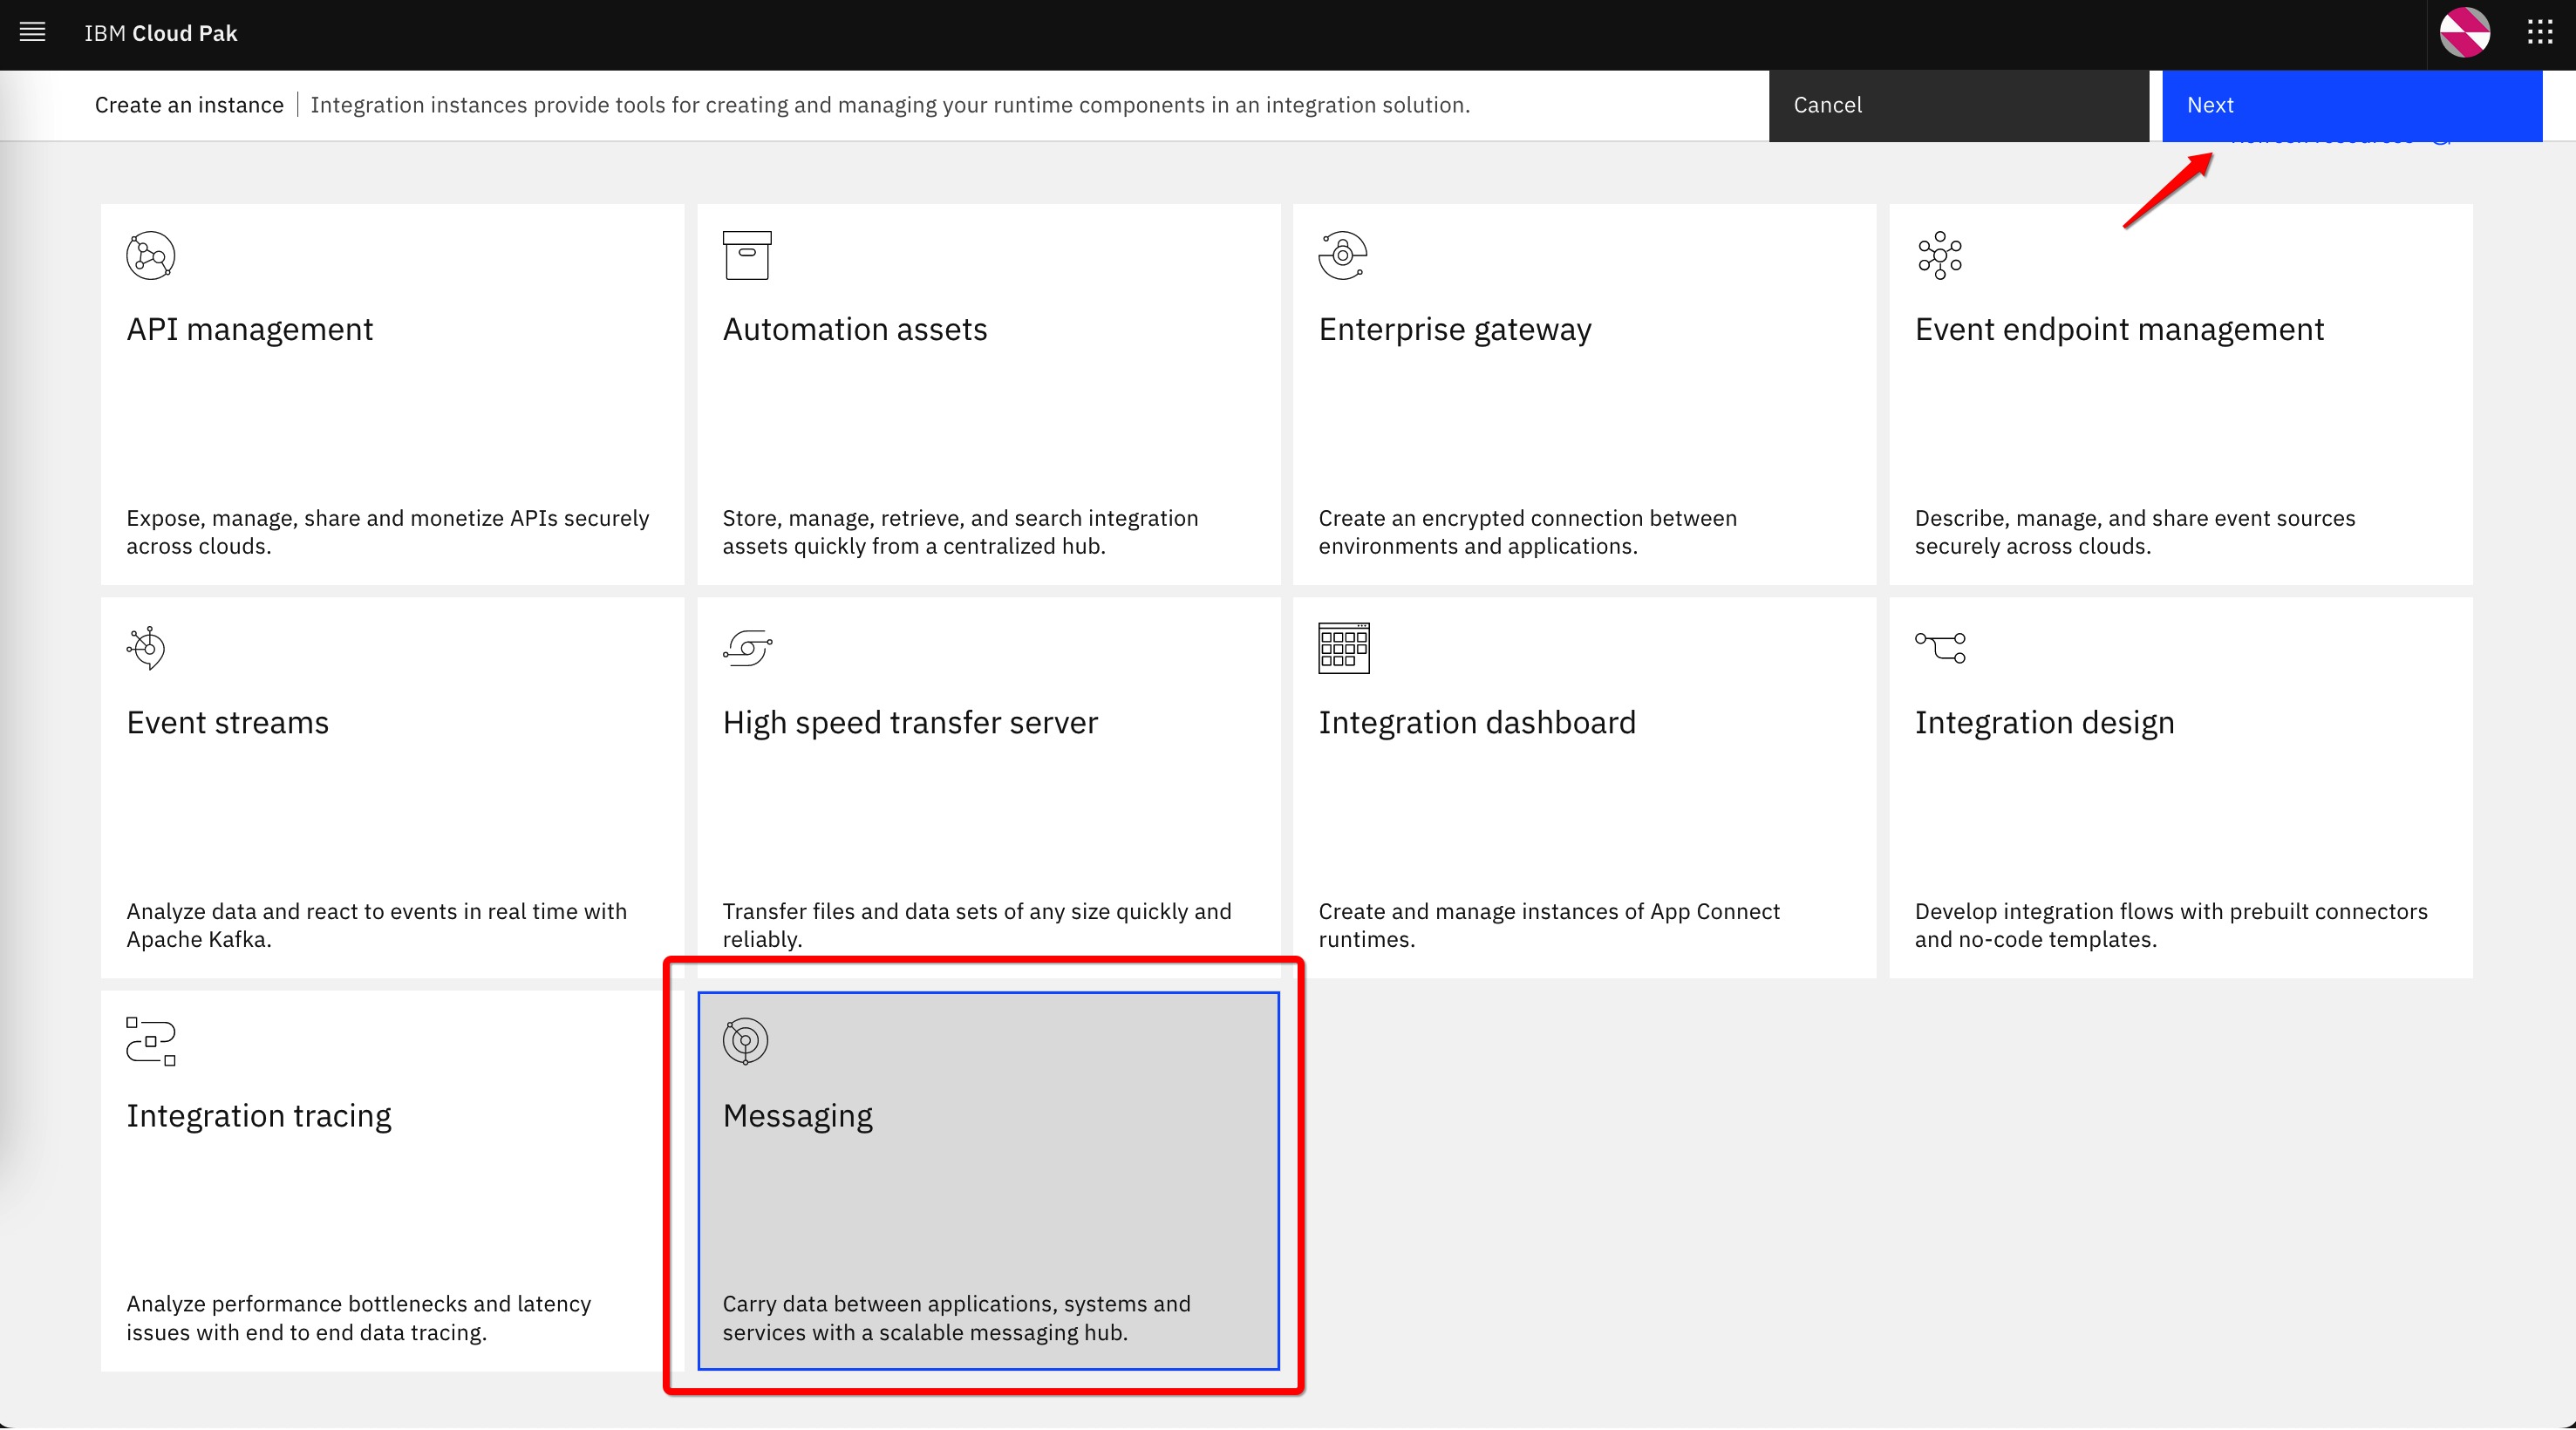 IBM Cloud Pak
Create an instance
Integration instances provide tools for creating and managing your runtime components in an integration solution.
Cancel
Next
API management
Expose, manage, share and monetize APIs securely
across clouds.
Automation assets
Store, manage, retrieve, and search integration
assets quickly from a centralized hub.
Enterprise gateway
Create an encrypted connection between
environments and applications.
Event endpoint management
Describe, manage, and share event sources
securely across clouds.
Event streams
Analyze data and react to events in real time with
Apache Kafka.
High speed transfer server
Transfer files and data sets of any size quickly and
reliably.
Integration dashboard
Create and manage instances of App Connect
runtimes.
Integration design
Develop integration flows with prebuilt connectors
and no-code templates.
Integration tracing
Analyze performance bottlenecks and latency
issues with end to end data tracing.
Messaging
Carry data between applications, systems and
services with a scalable messaging hub.